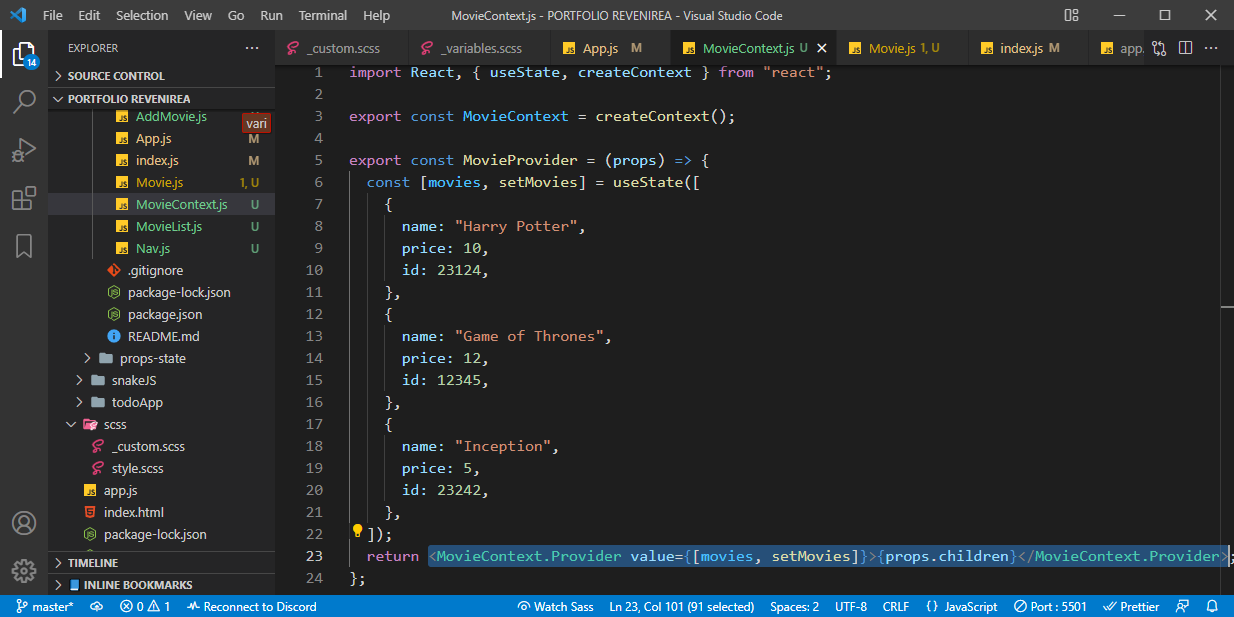 File Edit Selection View Go Run Terminal Help MovieContext.js - PORTFOLIO REVENIREA - Visual Studio Code
EXPLORER
14
SOURCE CONTROL
PORTFOLIO REVENIREA
AddMovie.js
vari
App.js M
index.js M
Movie.js 1, U
MovieContext.js U
MovieList.js U
Nav.js U
.gitignore
package-lock.json
package.json
README.md
props-state
snakeJS
todoApp
scss
_custom.scss
style.scss
app.js
index.html
package-lock.json
TIMELINE
INLINE BOOKMARKS
_custom.scss _variables.scss App.js M MovieContext.js U Movie.js 1, U index.js M app.
1 import React, { useState, createContext } from "react";
2
3 export const MovieContext = createContext();
4
5 export const MovieProvider = (props) => {
6 const [movies, setMovies] = useState([
7 {
8 name: "Harry Potter",
9 price: 10,
10 id: 23124,
11 },
12 {
13 name: "Game of Thrones",
14 price: 12,
15 id: 12345,
16 },
17 {
18 name: "Inception",
19 price: 5,
20 id: 23242,
21 },
22 ]);
23 return <MovieContext.Provider value={[movies, setMovies]}>{props.children}</MovieContext.Provider>;
24 };
master* 0 1 Reconnect to Discord Watch Sass Ln 23, Col 101 (91 selected) Spaces: 2 UTF-8 CRLF {} JavaScript Port : 5501 Prettier